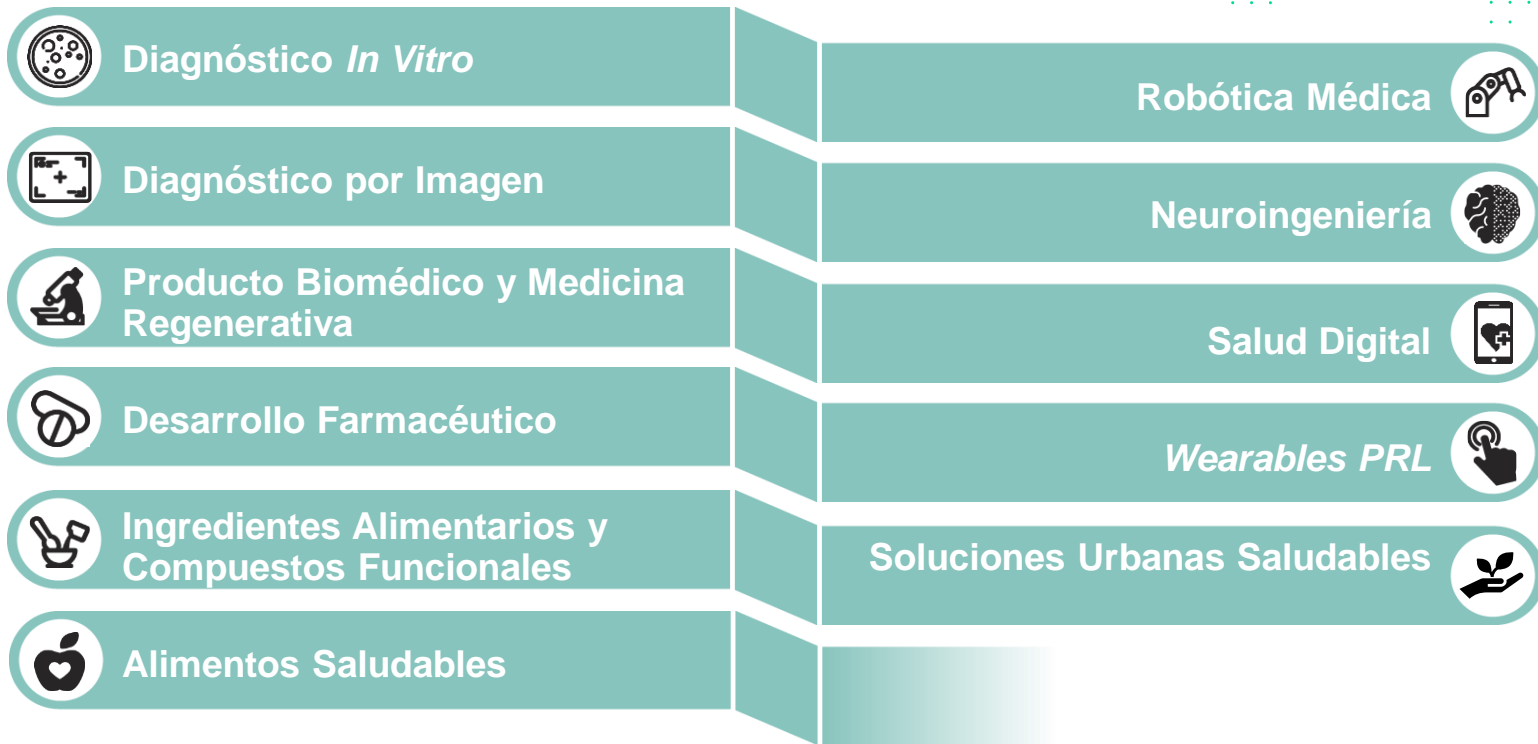 Diagnóstico In Vitro
Diagnóstico por Imagen
Producto Biomédico y Medicina
Regenerativa
Desarrollo Farmacéutico
Ingredientes Alimentarios y
Compuestos Funcionales
Alimentos Saludables
Robótica Médica
Neuroingeniería
Salud Digital
Wearables PRL
Soluciones Urbanas Saludables